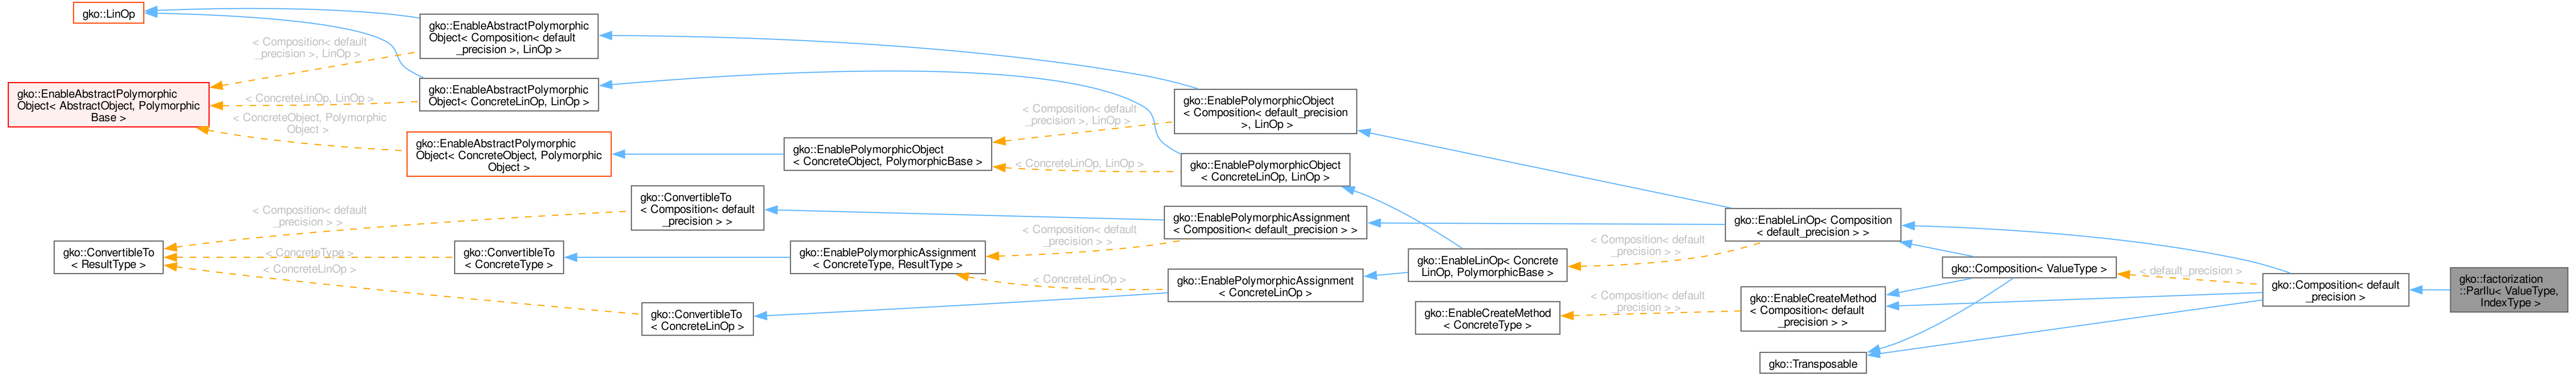 gko::LinOp
gko::EnableAbstractPolymorphic
Object< Composition< default
_precision >, LinOp >
< Composition< default
_precision >, LinOp >
gko::EnableAbstractPolymorphic
Object< AbstractObject, Polymorphic
Base >
gko::EnableAbstractPolymorphic
Object< ConcreteLinOp, LinOp >
< ConcreteLinOp, LinOp >
< ConcreteObject, Polymorphic
Object >
gko::EnableAbstractPolymorphic
Object< ConcreteObject, Polymorphic
Object >
gko::EnablePolymorphicObject
< ConcreteObject, PolymorphicBase >
< Composition< default
_precision >, LinOp >
gko::EnablePolymorphicObject
< Composition< default_precision
>, LinOp >
< ConcreteLinOp, LinOp >
gko::EnablePolymorphicObject
< ConcreteLinOp, LinOp >
gko::ConvertibleTo
< Composition< default
_precision > >
< Composition< default
_precision > >
gko::ConvertibleTo
< ResultType >
< ConcreteType >
< ConcreteLinOp >
gko::ConvertibleTo
< ConcreteType >
gko::ConvertibleTo
< ConcreteLinOp >
gko::EnablePolymorphicAssignment
< ConcreteType, ResultType >
< Composition< default
_precision > >
< ConcreteLinOp >
gko::EnablePolymorphicAssignment
< Composition< default_precision > >
gko::EnablePolymorphicAssignment
< ConcreteLinOp >
gko::EnableLinOp< Concrete
LinOp, PolymorphicBase >
gko::EnableCreateMethod
< ConcreteType >
< Composition< default
_precision > >
< Composition< default
_precision > >
gko::EnableLinOp< Composition
< default_precision > >
gko::EnableCreateMethod
< Composition< default
_precision > >
gko::Transposable
gko::Composition< ValueType >
< default_precision >
gko::Composition< default
_precision >
gko::factorization
::ParIlu< ValueType,
IndexType >